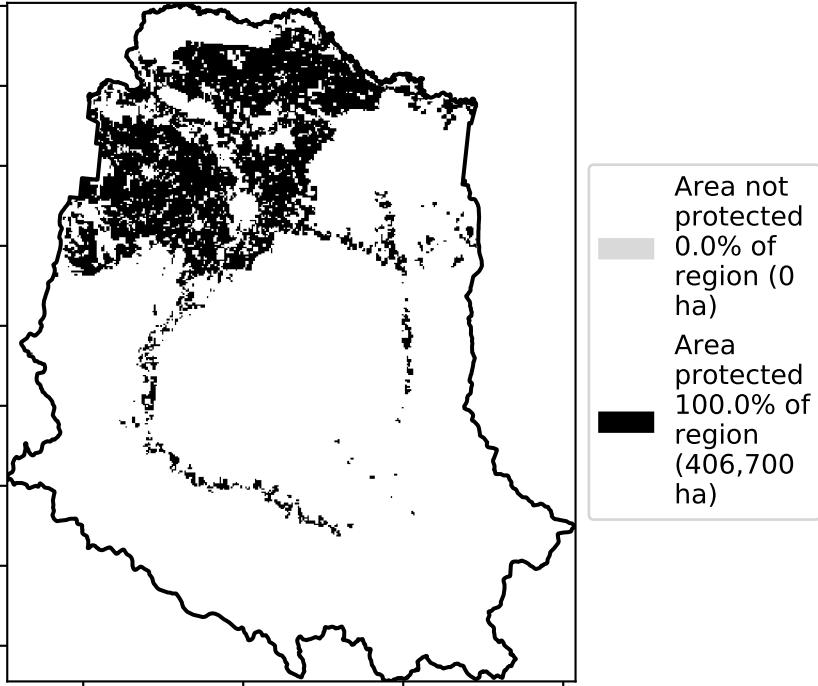 Area not
protected
0.0% of
region (0
ha)
Area
protected
100.0% of
region
(406,700
ha)